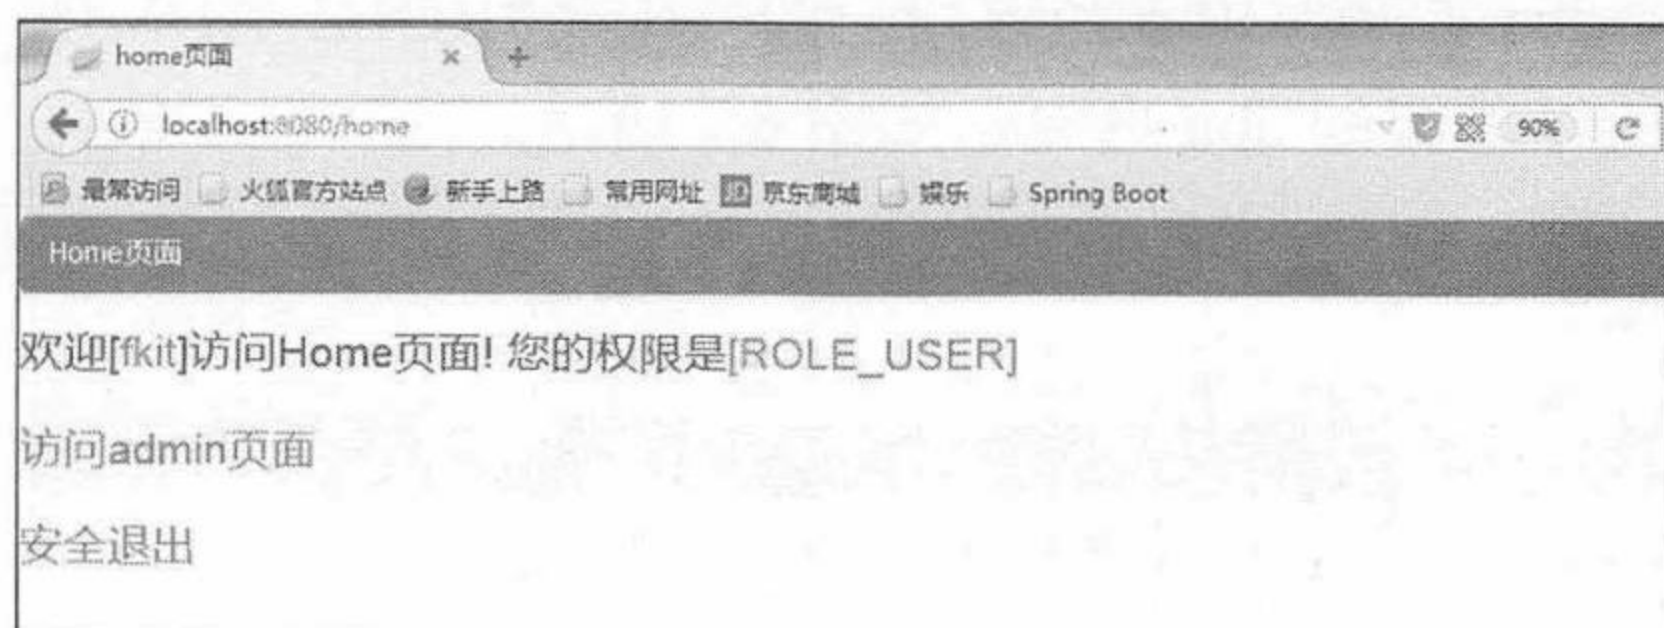 home页面
localhost:8080/home
90%
最常访问 火狐官方站点 新手上路 常用网址 京东商城 娱乐 Spring Boot
Home页面
欢迎[fkit]访问Home页面! 您的权限是[ROLE_USER]
访问admin页面
安全退出